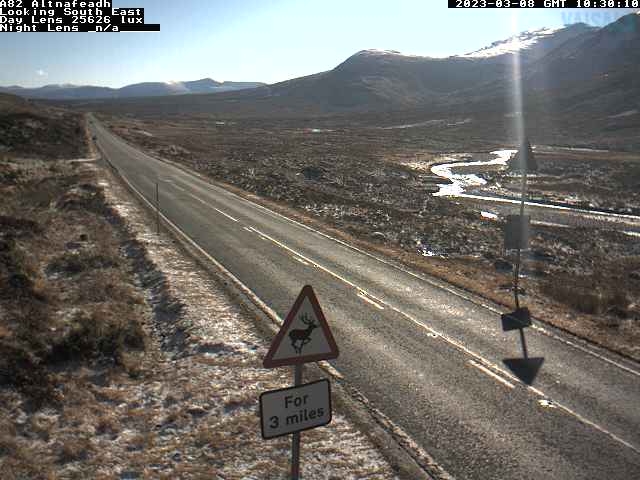 A82 Altnafeadh
Looking South East
Day Lens 25626 lux
Night Lens n/a
2023-03-08 GMT 10:30:10
VAISALA
For
3 miles